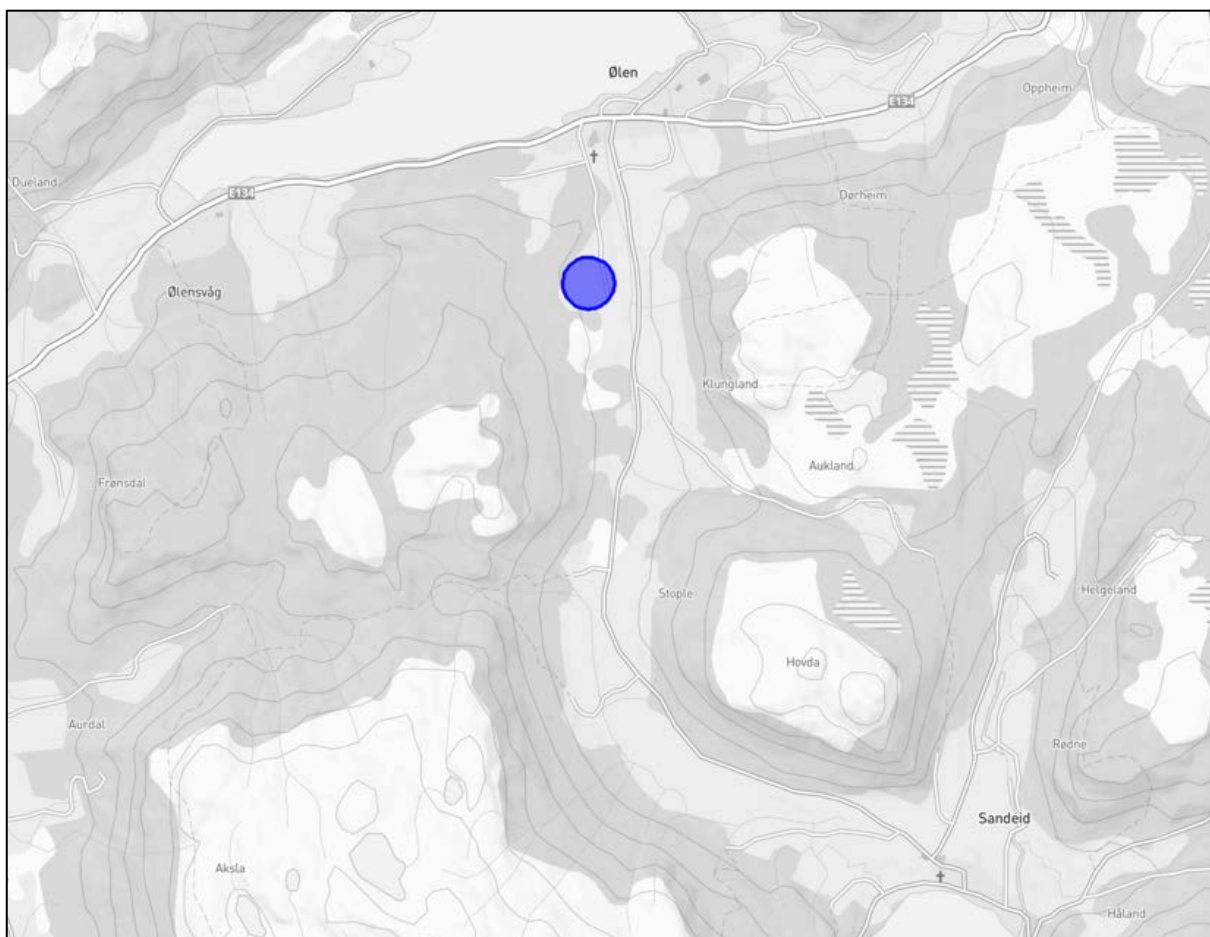 Ølen
E134
Oppheim
Dueland
E134
Dørheim
Ølensvåg
Klungland
Aukland
Frønsdal
Stople
Helgeland
Hovda
Aurdal
Rødne
Sandeid
Aksla
Håland